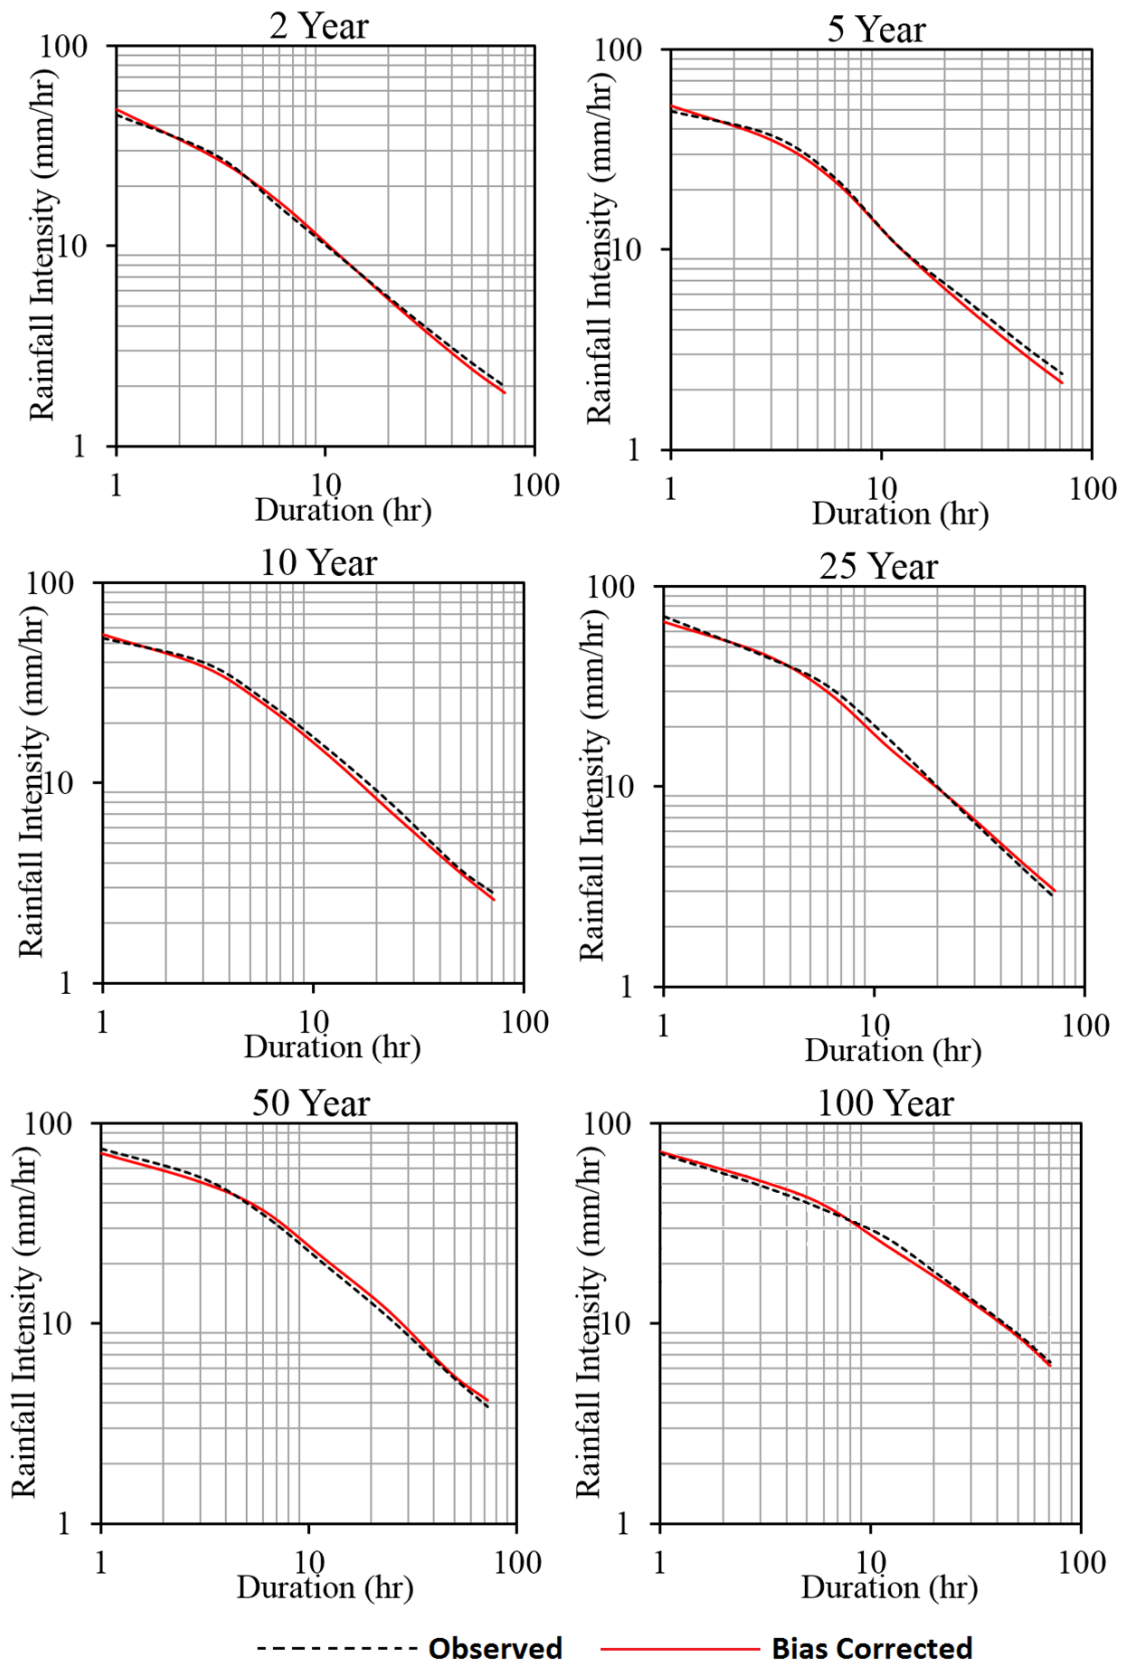 2 Year
5 Year
100
10
1
Rainfall Intensity (mm/hr)
1
10
100
Duration (hr)
100
10
1
Rainfall Intensity (mm/hr)
1
10
100
Duration (hr)
10 Year
25 Year
100
10
1
Rainfall Intensity (mm/hr)
1
10
100
Duration (hr)
100
10
1
Rainfall Intensity (mm/hr)
1
10
100
Duration (hr)
50 Year
100 Year
100
10
1
Rainfall Intensity (mm/hr)
1
10
100
Duration (hr)
100
10
1
Rainfall Intensity (mm/hr)
1
10
100
Duration (hr)
Observed
Bias Corrected